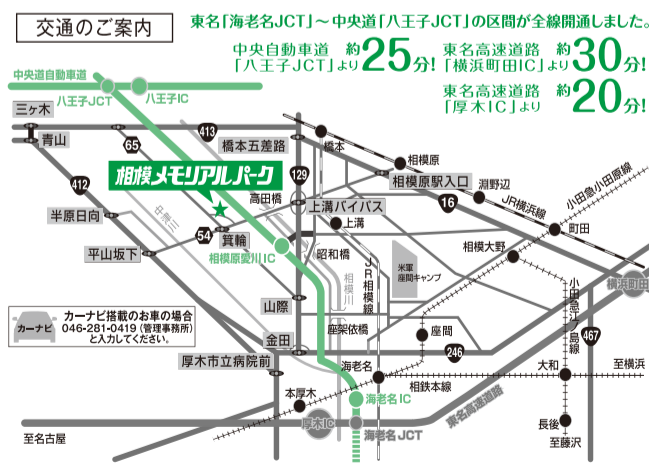 交通のご案内
東名「海老名JCT」～中央道「八王子JCT」の区間が全線開通しました。
中央自動車道 約25分!
「八王子JCT」より
東名高速道路 約30分!
「横浜町田IC」より
東名高速道路 約20分!
「厚木IC」より
中央道自動車道
八王子JCT
八王子IC
三ヶ木
青山
413
橋本五差路
橋本
65
相模原
相模メモリアルパーク
129
相模原駅入口
淵野辺
JR横浜線
小田急小田原線
412
高田橋
上溝バイパス
16
半原日向
中津川
上溝
町田
54
箕輪
平山坂下
相模原愛川IC
昭和橋
相模大野
相模川
JR相模線
米軍
座間キャンプ
横浜町田
小田急江ノ島線
山際
カーナビ
カーナビ搭載のお車の場合
046-281-0419（管理事務所）
と入力してください。
座架依橋
座間
467
金田
246
厚木市立病院前
海老名
大和
至横浜
相鉄本線
本厚木
海老名IC
東名高速道路
厚木IC
海老名JCT
長後
至名古屋
至藤沢